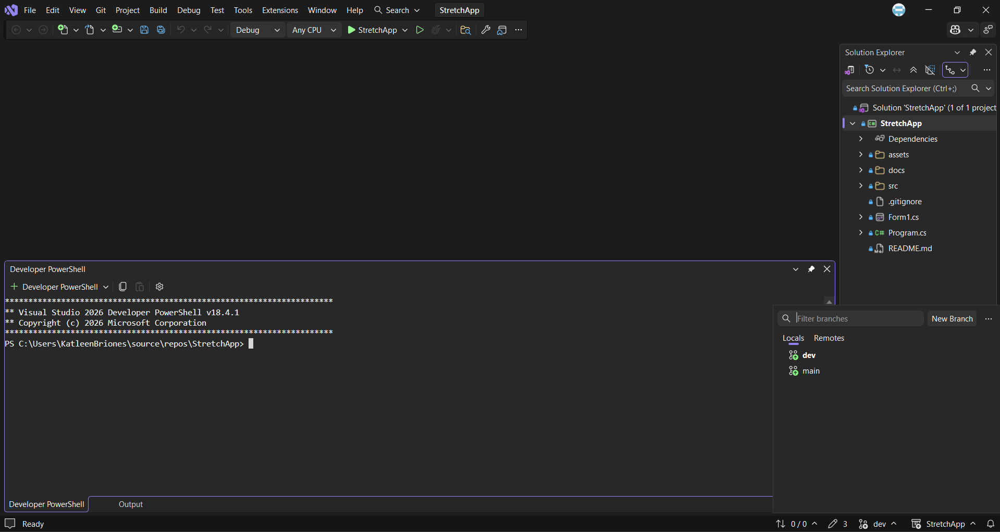 File Edit View Git Project Build Debug Test Tools Extensions Window Help Search StretchApp
Debug Any CPU StretchApp
Solution Explorer
Search Solution Explorer (Ctrl+;)
Solution 'StretchApp' (1 of 1 project
StretchApp
Dependencies
assets
docs
src
.gitignore
Form1.cs
C# Program.cs
README.md
Developer PowerShell
Developer PowerShell
**********************************************************************
** Visual Studio 2026 Developer PowerShell v18.4.1
** Copyright (c) 2026 Microsoft Corporation
**********************************************************************
PS C:\Users\KatleenBriones\source\repos\StretchApp>
Filter branches New Branch
Locals Remotes
dev
main
Developer PowerShell Output
Ready 0 / 0 3 dev StretchApp